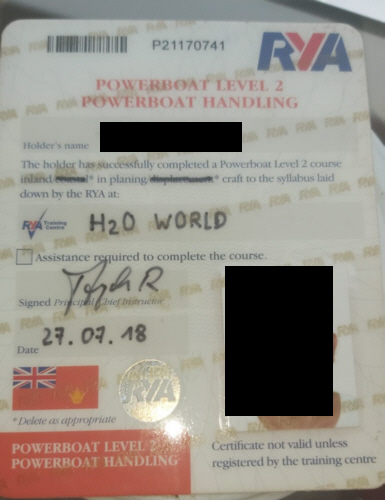 P21170741
RYA
POWERBOAT LEVEL 2
POWERBOAT HANDLING
Holder's name
The holder has successfully completed a Powerboat Level 2 course
inland coastal* in planing/displacement* craft to the syllabus laid
down by the RYA at:
RYA Training Centre
H2O WORLD
Assistance required to complete the course.
Signed Principal/Chief Instructor
27.07.18
Date
RYA
*Delete as appropriate
POWERBOAT LEVEL 2
POWERBOAT HANDLING
Certificate not valid unless
registered by the training centre